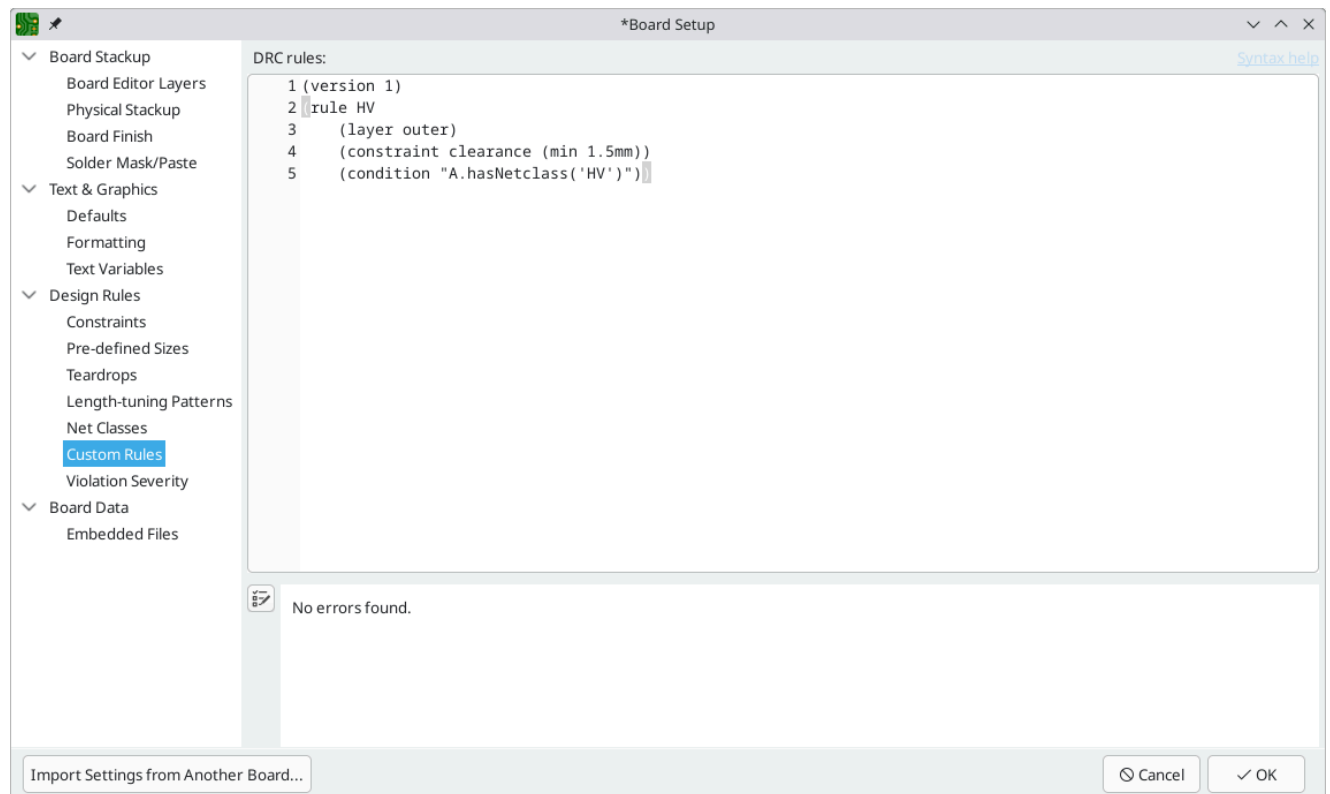 *Board Setup
Board Stackup
Board Editor Layers
Physical Stackup
Board Finish
Solder Mask/Paste
Text & Graphics
Defaults
Formatting
Text Variables
Design Rules
Constraints
Pre-defined Sizes
Teardrops
Length-tuning Patterns
Net Classes
Custom Rules
Violation Severity
Board Data
Embedded Files
DRC rules:
Syntax help
1 (version 1)
2 (rule HV
3     (layer outer)
4     (constraint clearance (min 1.5mm))
5     (condition "A.hasNetclass('HV')"))
No errors found.
Import Settings from Another Board...
Cancel
OK